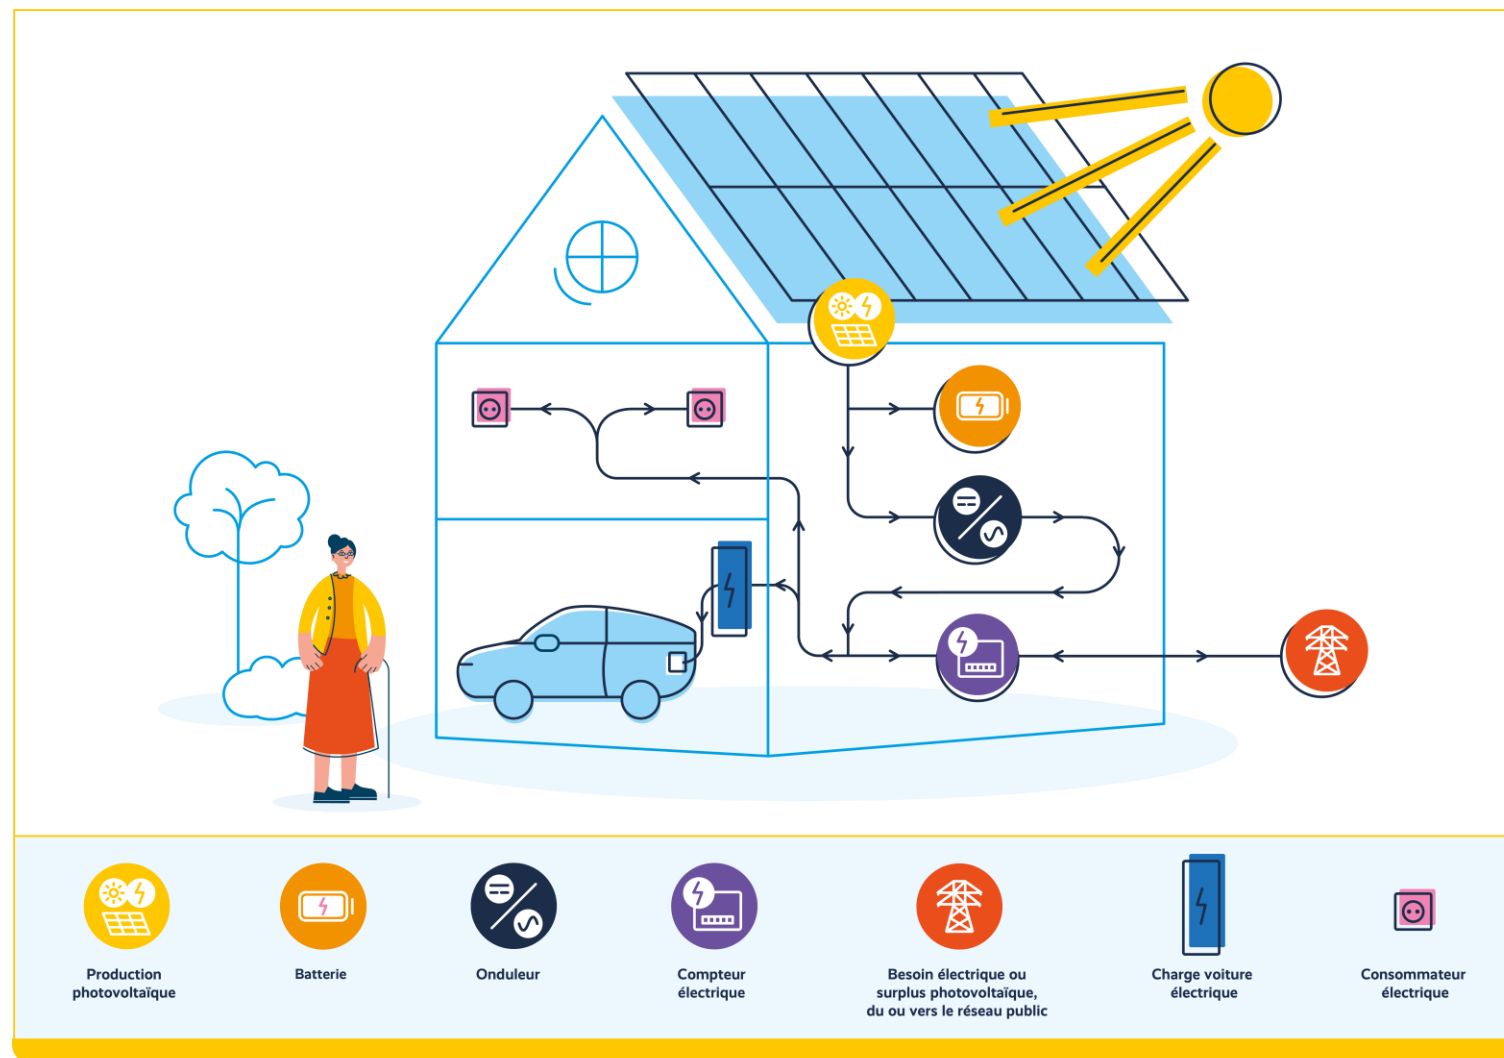 Production
photovoltaïque
Batterie
Onduleur
Compteur
électrique
Besoin électrique ou
surplus photovoltaïque,
du ou vers le réseau public
Charge voiture
électrique
Consommateur
électrique